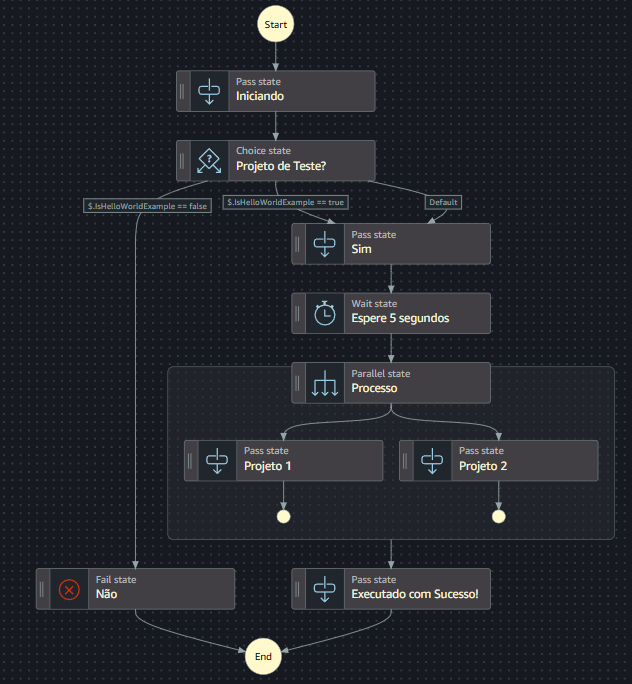 Start
Pass state
Iniciando
Choice state
Projeto de Teste?
$.IsHelloWorldExample == false
$.IsHelloWorldExample == true
Default
Pass state
Sim
Wait state
Espere 5 segundos
Parallel state
Processo
Pass state
Projeto 1
Pass state
Projeto 2
Fail state
Não
Pass state
Executado com Sucesso!
End